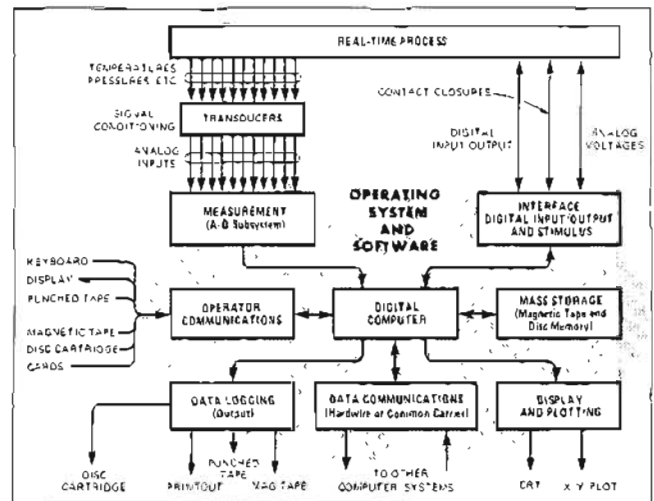 REAL-TIME PROCESS
TEMPERATURES
PRESSURES ETC
CONTACT CLOSURES
SIGNAL
CONDITIONING
TRANSDUCERS
DIGITAL
INPUT OUTPUT
ANALOG
VOLTAGES
ANALOG
INPUTS
MEASUREMENT
(A-D Subsystem)
OPERATING
SYSTEM
AND
SOFTWARE
INTERFACE
DIGITAL INPUT/OUTPUT
AND STIMULUS
KEYBOARD
DISPLAY
PUNCHED TAPE
MAGNETIC TAPE
DISC CARTRIDGE
CARDS
OPERATOR
COMMUNICATIONS
DIGITAL
COMPUTER
MASS STORAGE
(Magnetic Tape and
Disc Memory)
DATA LOGGING
(Output)
DATA COMMUNICATIONS
(Hardwire or Common Carrier)
DISPLAY
AND PLOTTING
DISC
CARTRIDGE
PRINTOUT
PUNCHED
TAPE
MAG TAPE
TO OTHER
COMPUTER SYSTEMS
CRT
X-Y PLOT